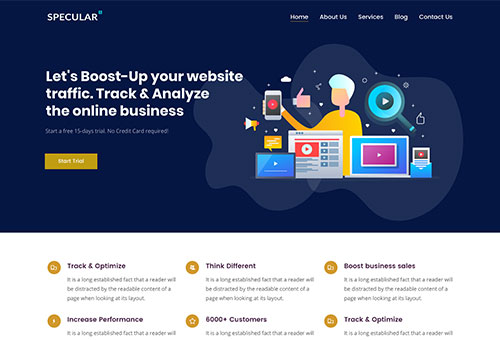 SPECULAR
Home About Us Services Blog Contact Us
Let's Boost-Up your website
traffic. Track & Analyze
the online business
Start a free 15-days trial. No Credit Card required!
Start Trial
Track & Optimize
It is a long established fact that a reader will
be distracted by the readable content of a
page when looking at its layout.
Think Different
It is a long established fact that a reader will
be distracted by the readable content of a
page when looking at its layout.
Boost business sales
It is a long established fact that a reader will
be distracted by the readable content of a
page when looking at its layout.
Increase Performance
It is a long established fact that a reader will
6000+ Customers
It is a long established fact that a reader will
Track & Optimize
It is a long established fact that a reader will